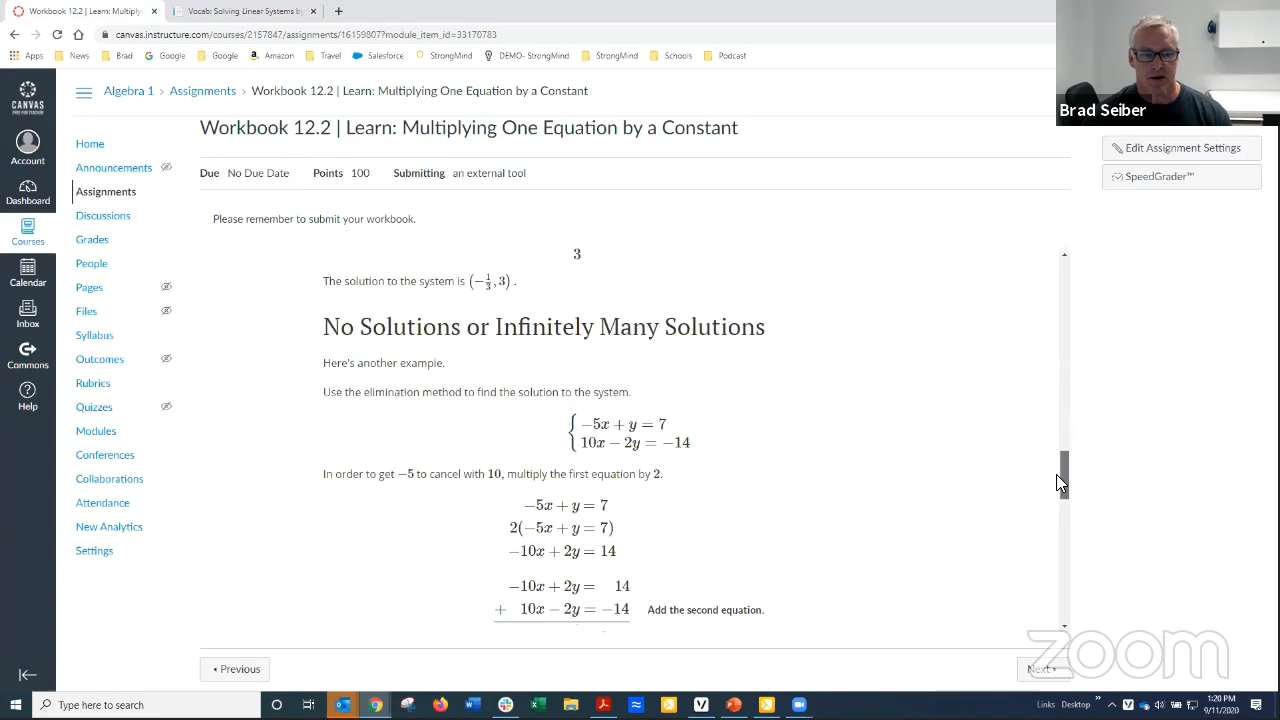 Workbook 12.2 | Learn: Multiply
Vocab: Solving Linear Systems b
canvas.instructure.com/courses/2157847/assignments/16159807?module_item_id=33170783
Apps News Brad Google Google Amazon Travel Salesforce StrongMind DEMO- StrongMind StrongMind Schools Podcast
Brad Seiber
CANVAS
FREE FOR TEACHER
Account
Dashboard
Courses
Calendar
Inbox
Commons
Help
Algebra 1 › Assignments › Workbook 12.2 | Learn: Multiplying One Equation by a Constant
Home
Announcements
Assignments
Discussions
Grades
People
Pages
Files
Syllabus
Outcomes
Rubrics
Quizzes
Modules
Conferences
Collaborations
Attendance
New Analytics
Settings
Workbook 12.2 | Learn: Multiplying One Equation by a Constant
Due No Due Date Points 100 Submitting an external tool
Please remember to submit your workbook.
3
The solution to the system is (−1/3, 3) .
No Solutions or Infinitely Many Solutions
Here's another example.
Use the elimination method to find the solution to the system.
{ −5x + y = 7
10x − 2y = −14
In order to get −5 to cancel with 10, multiply the first equation by 2.
−5x + y = 7
2(−5x + y = 7)
−10x + 2y = 14
−10x + 2y = 14
+ 10x − 2y = −14 Add the second equation.
Previous
Next
Edit Assignment Settings
SpeedGrader™
zoom
Type here to search
Links Desktop
1:20 PM
9/11/2020